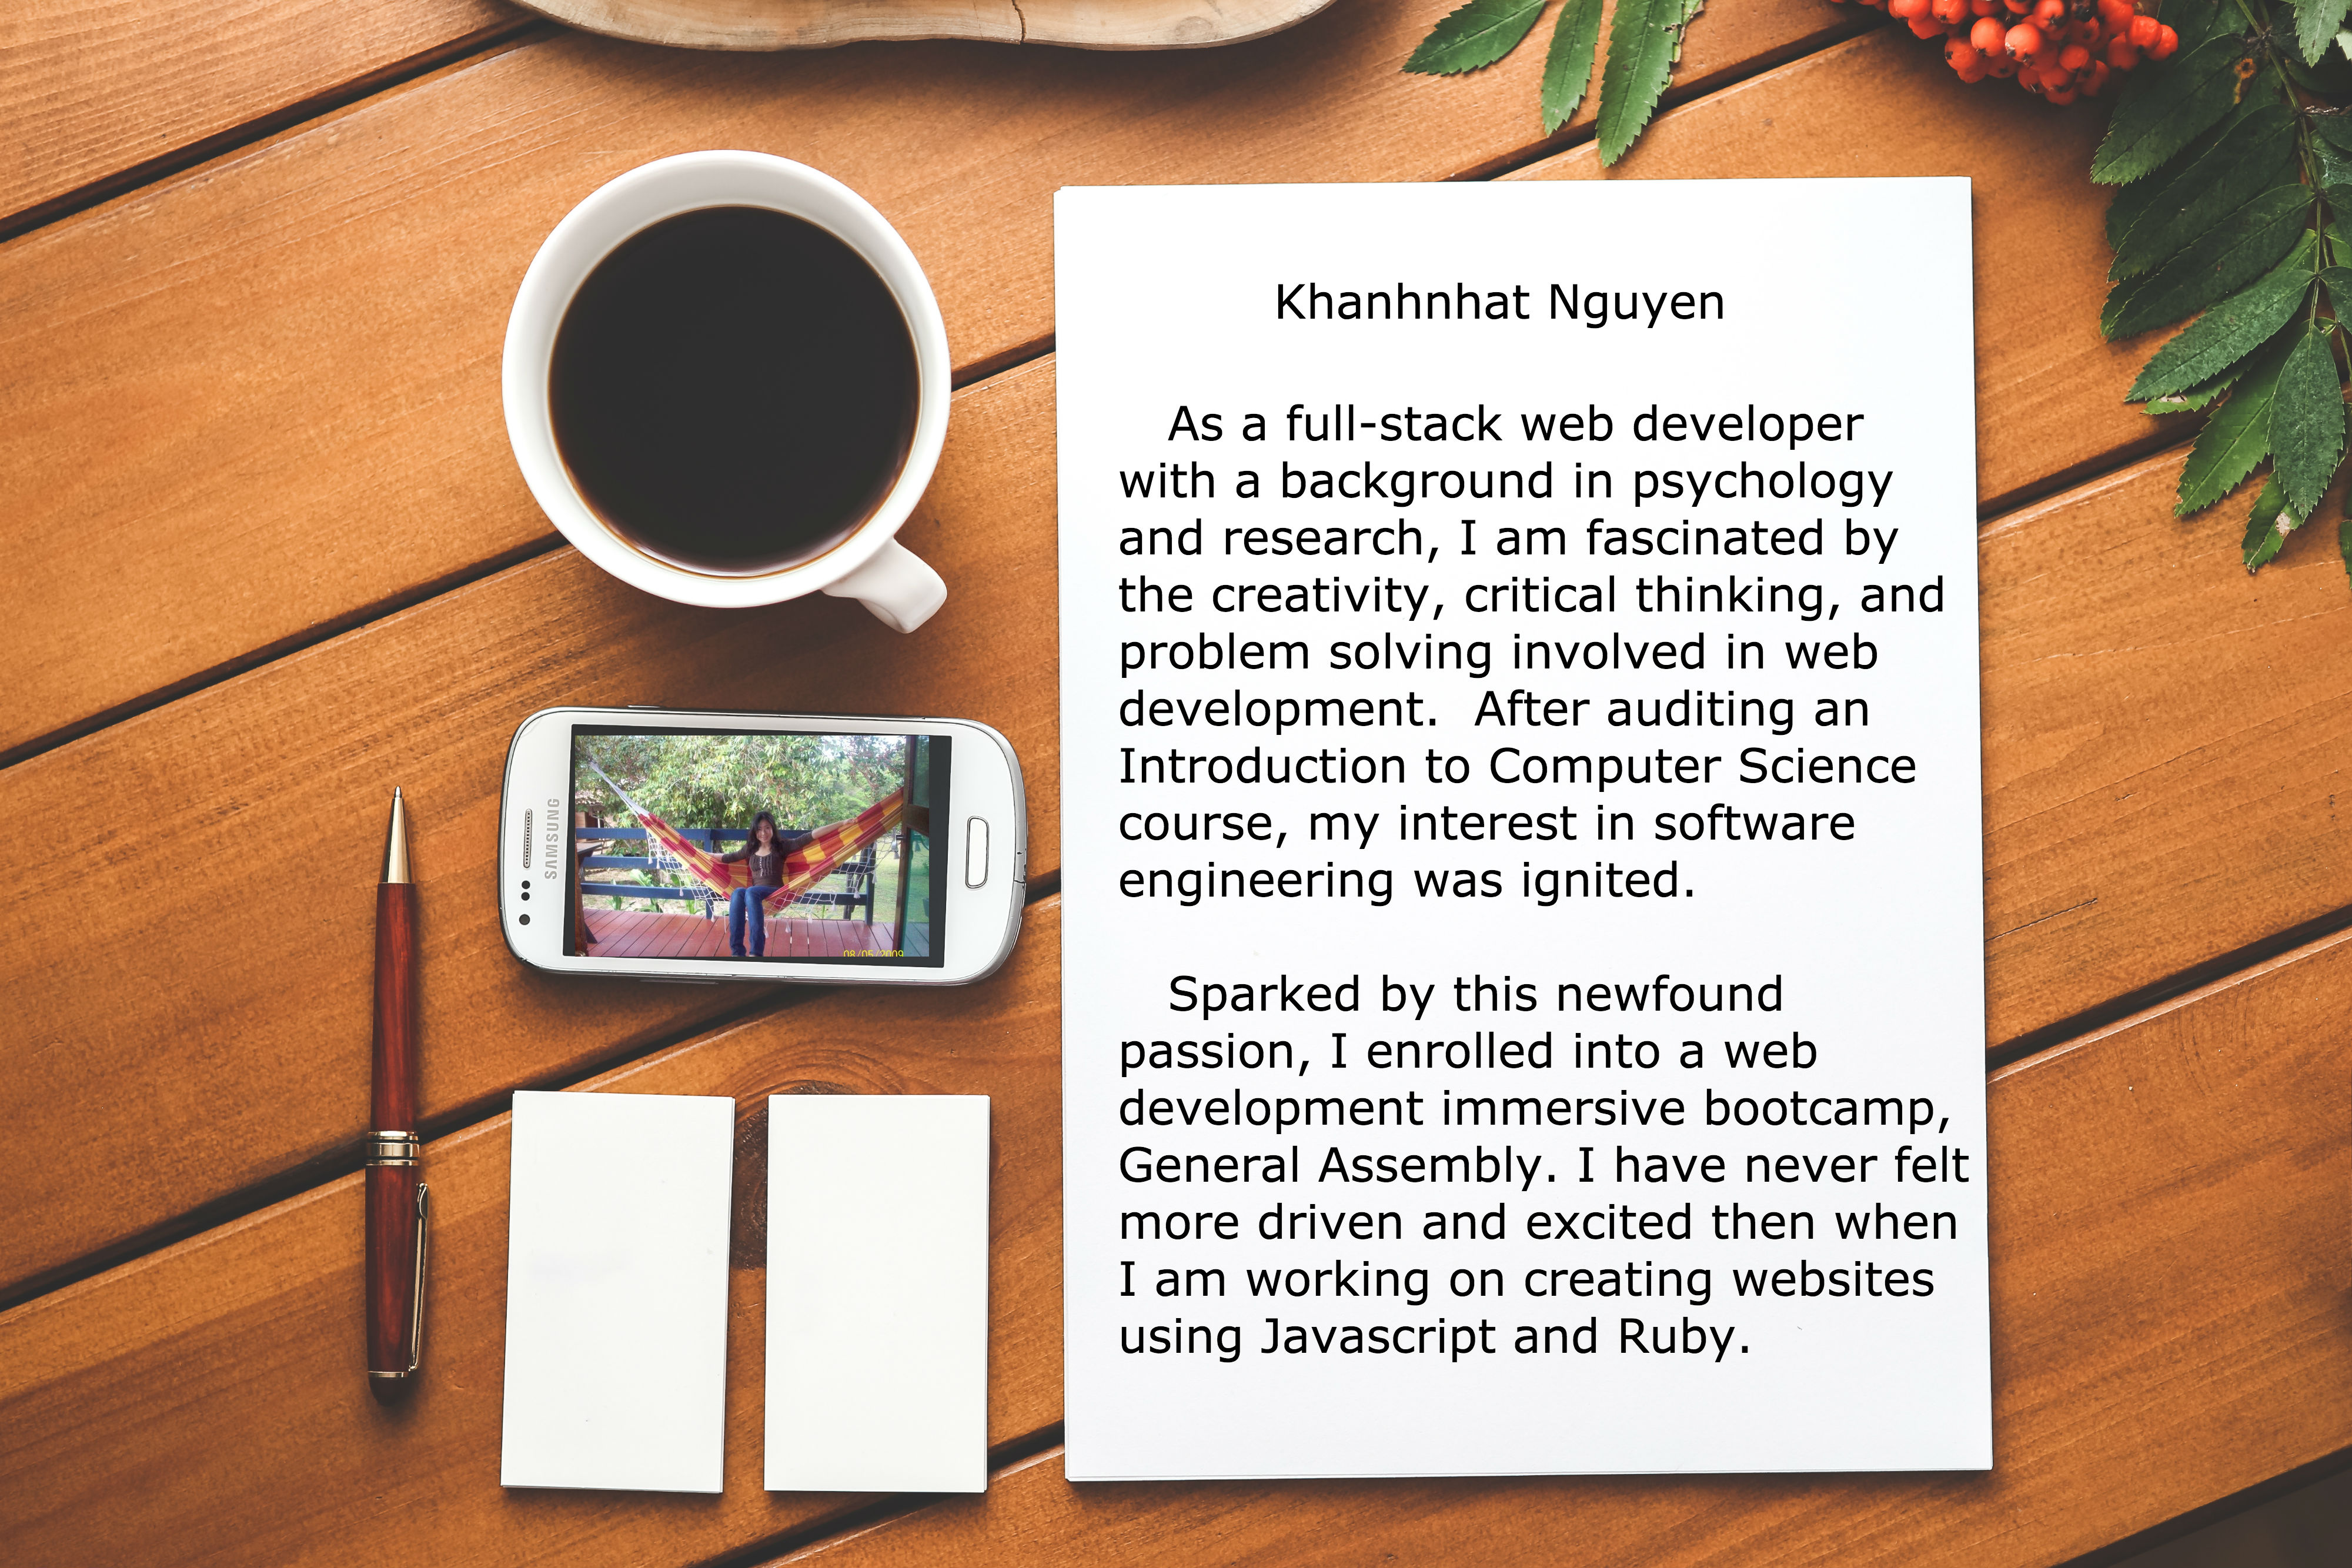 Khanhnhat Nguyen
As a full-stack web developer
with a background in psychology
and research, I am fascinated by
the creativity, critical thinking, and
problem solving involved in web
development.  After auditing an
Introduction to Computer Science
course, my interest in software
engineering was ignited.
Sparked by this newfound
passion, I enrolled into a web
development immersive bootcamp,
General Assembly. I have never felt
more driven and excited then when
I am working on creating websites
using Javascript and Ruby.
SAMSUNG
08/05/2009